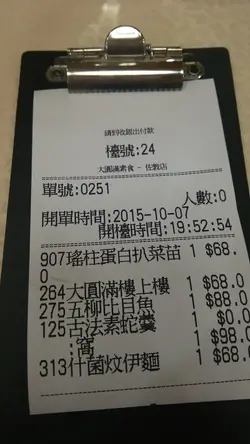 請到收銀出付款
檯號:24
大圓滿素食 - 佐敦店
單號:0251
人數:0
開單時間:2015-10-07
開檯時間:19:52:54
907瑤柱蛋白扒菜苗 1 $68.
0
264大圓滿樓上樓 1 $68.0
275五柳比目魚 1 $88.0
125古法素蛇羹 1 $0.0
:窩 $98.0
313什菌炆伊麵 1 $68.0